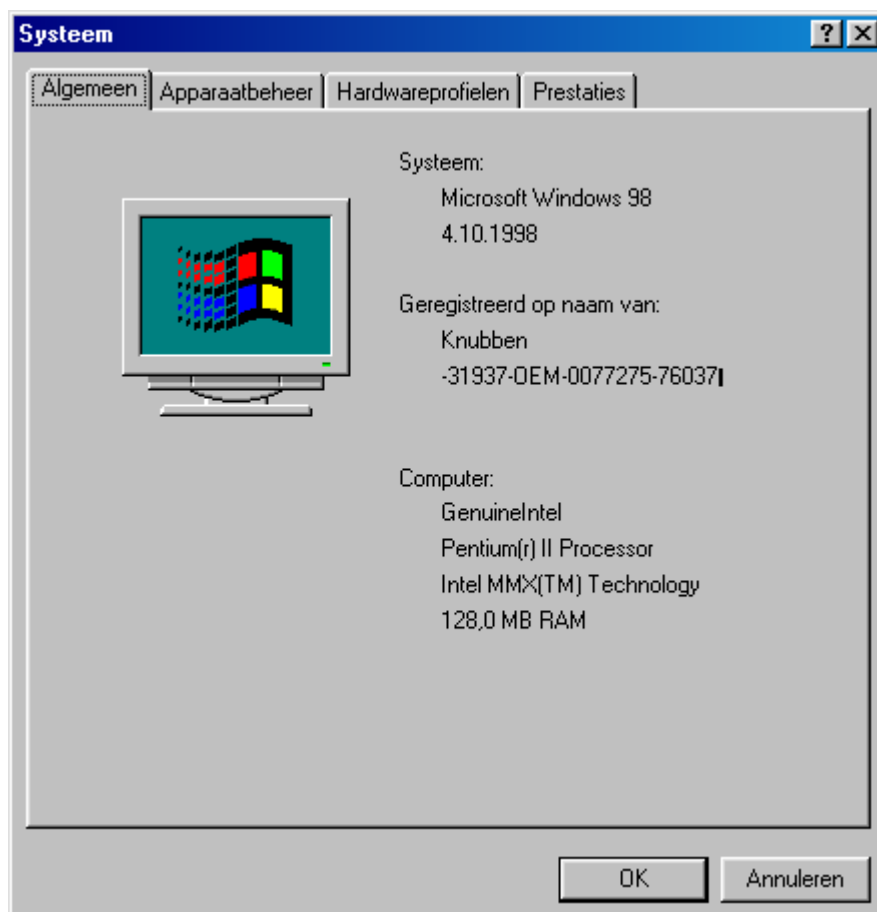 Systeem
Algemeen Apparaatbeheer Hardwareprofielen Prestaties
Systeem:
Microsoft Windows 98
4.10.1998
Geregistreerd op naam van:
Knubben
-31937-OEM-0077275-76037
Computer:
GenuineIntel
Pentium(r) II Processor
Intel MMX(TM) Technology
128,0 MB RAM
OK Annuleren